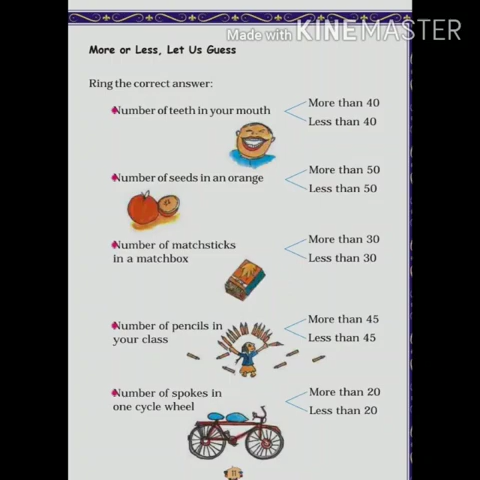 Made with KINEMASTER
More or Less, Let Us Guess
Ring the correct answer:
Number of teeth in your mouth
More than 40
Less than 40
Number of seeds in an orange
More than 50
Less than 50
Number of matchsticks
in a matchbox
More than 30
Less than 30
Number of pencils in
your class
More than 45
Less than 45
Number of spokes in
one cycle wheel
More than 20
Less than 20